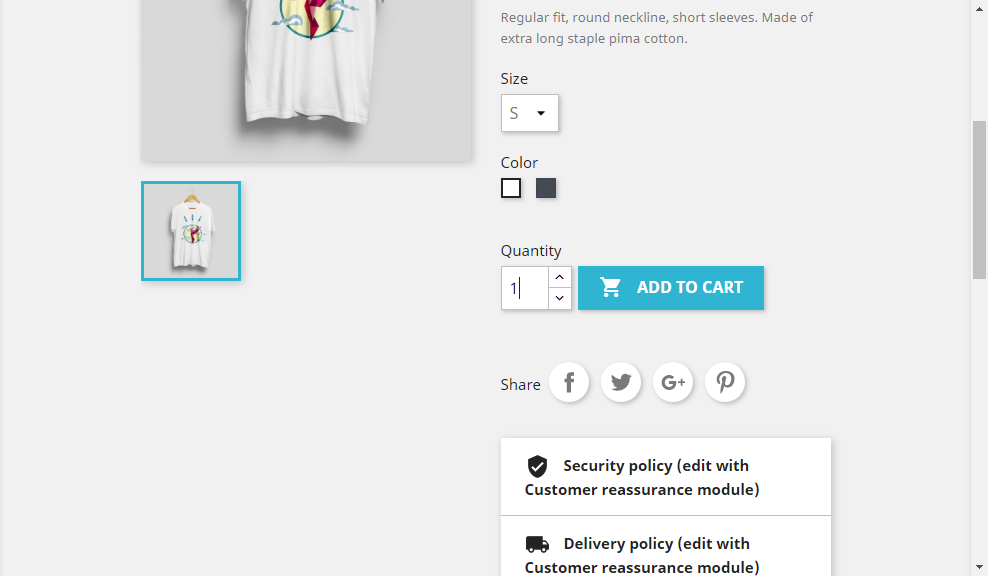 Regular fit, round neckline, short sleeves. Made of
extra long staple pima cotton.
Size
S
Color
Quantity
1
ADD TO CART
Share
Security policy (edit with
Customer reassurance module)
Delivery policy (edit with
Customer reassurance module)